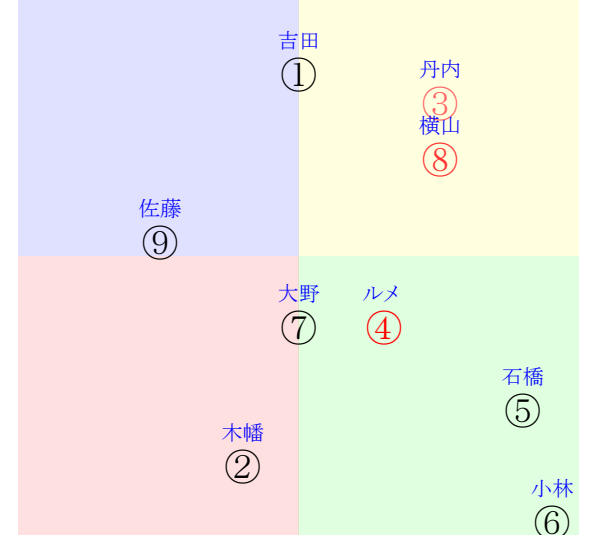 吉田
①
丹内
③
横山
⑧
佐藤
⑨
大野
⑦
ルメ
④
石橋
⑤
木幡
②
小林
⑥